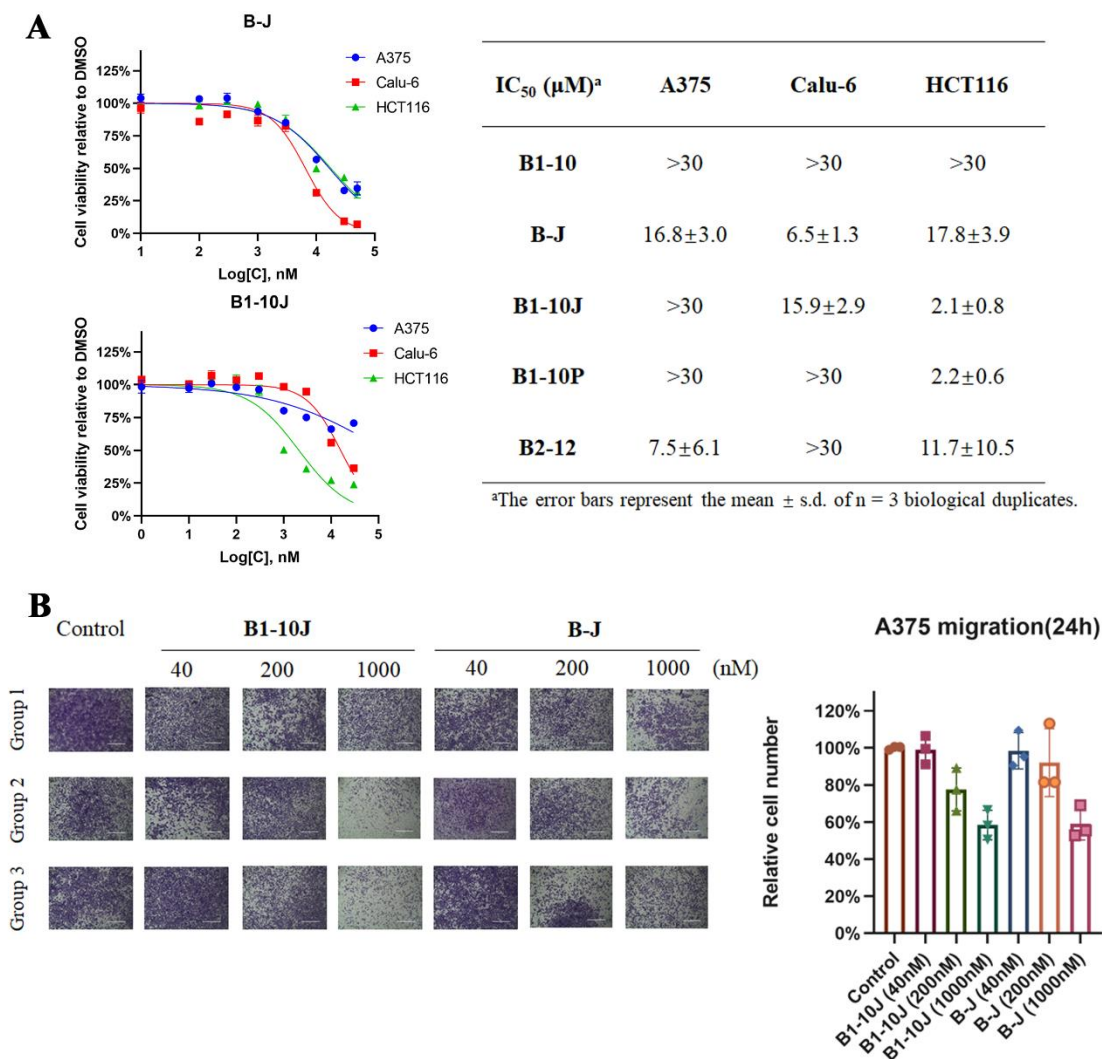 A
B-J
Cell viability relative to DMSO
125%
100%
75%
50%
25%
0%
1 2 3 4 5
Log[C], nM
A375
Calu-6
HCT116
B1-10J
Cell viability relative to DMSO
125%
100%
75%
50%
25%
0%
0 1 2 3 4 5
Log[C], nM
A375
Calu-6
HCT116
IC₅₀ (μM)ᵃ A375 Calu-6 HCT116
B1-10 >30 >30 >30
B-J 16.8±3.0 6.5±1.3 17.8±3.9
B1-10J >30 15.9±2.9 2.1±0.8
B1-10P >30 >30 2.2±0.6
B2-12 7.5±6.1 >30 11.7±10.5
ᵃThe error bars represent the mean ± s.d. of n = 3 biological duplicates.
B
Control B1-10J B-J
40 200 1000 40 200 1000 (nM)
Group 1
Group 2
Group 3
A375 migration(24h)
Relative cell number
120%
100%
80%
60%
40%
20%
0%
Control
B1-10J (40nM)
B1-10J (200nM)
B1-10J (1000nM)
B-J (40nM)
B-J (200nM)
B-J (1000nM)